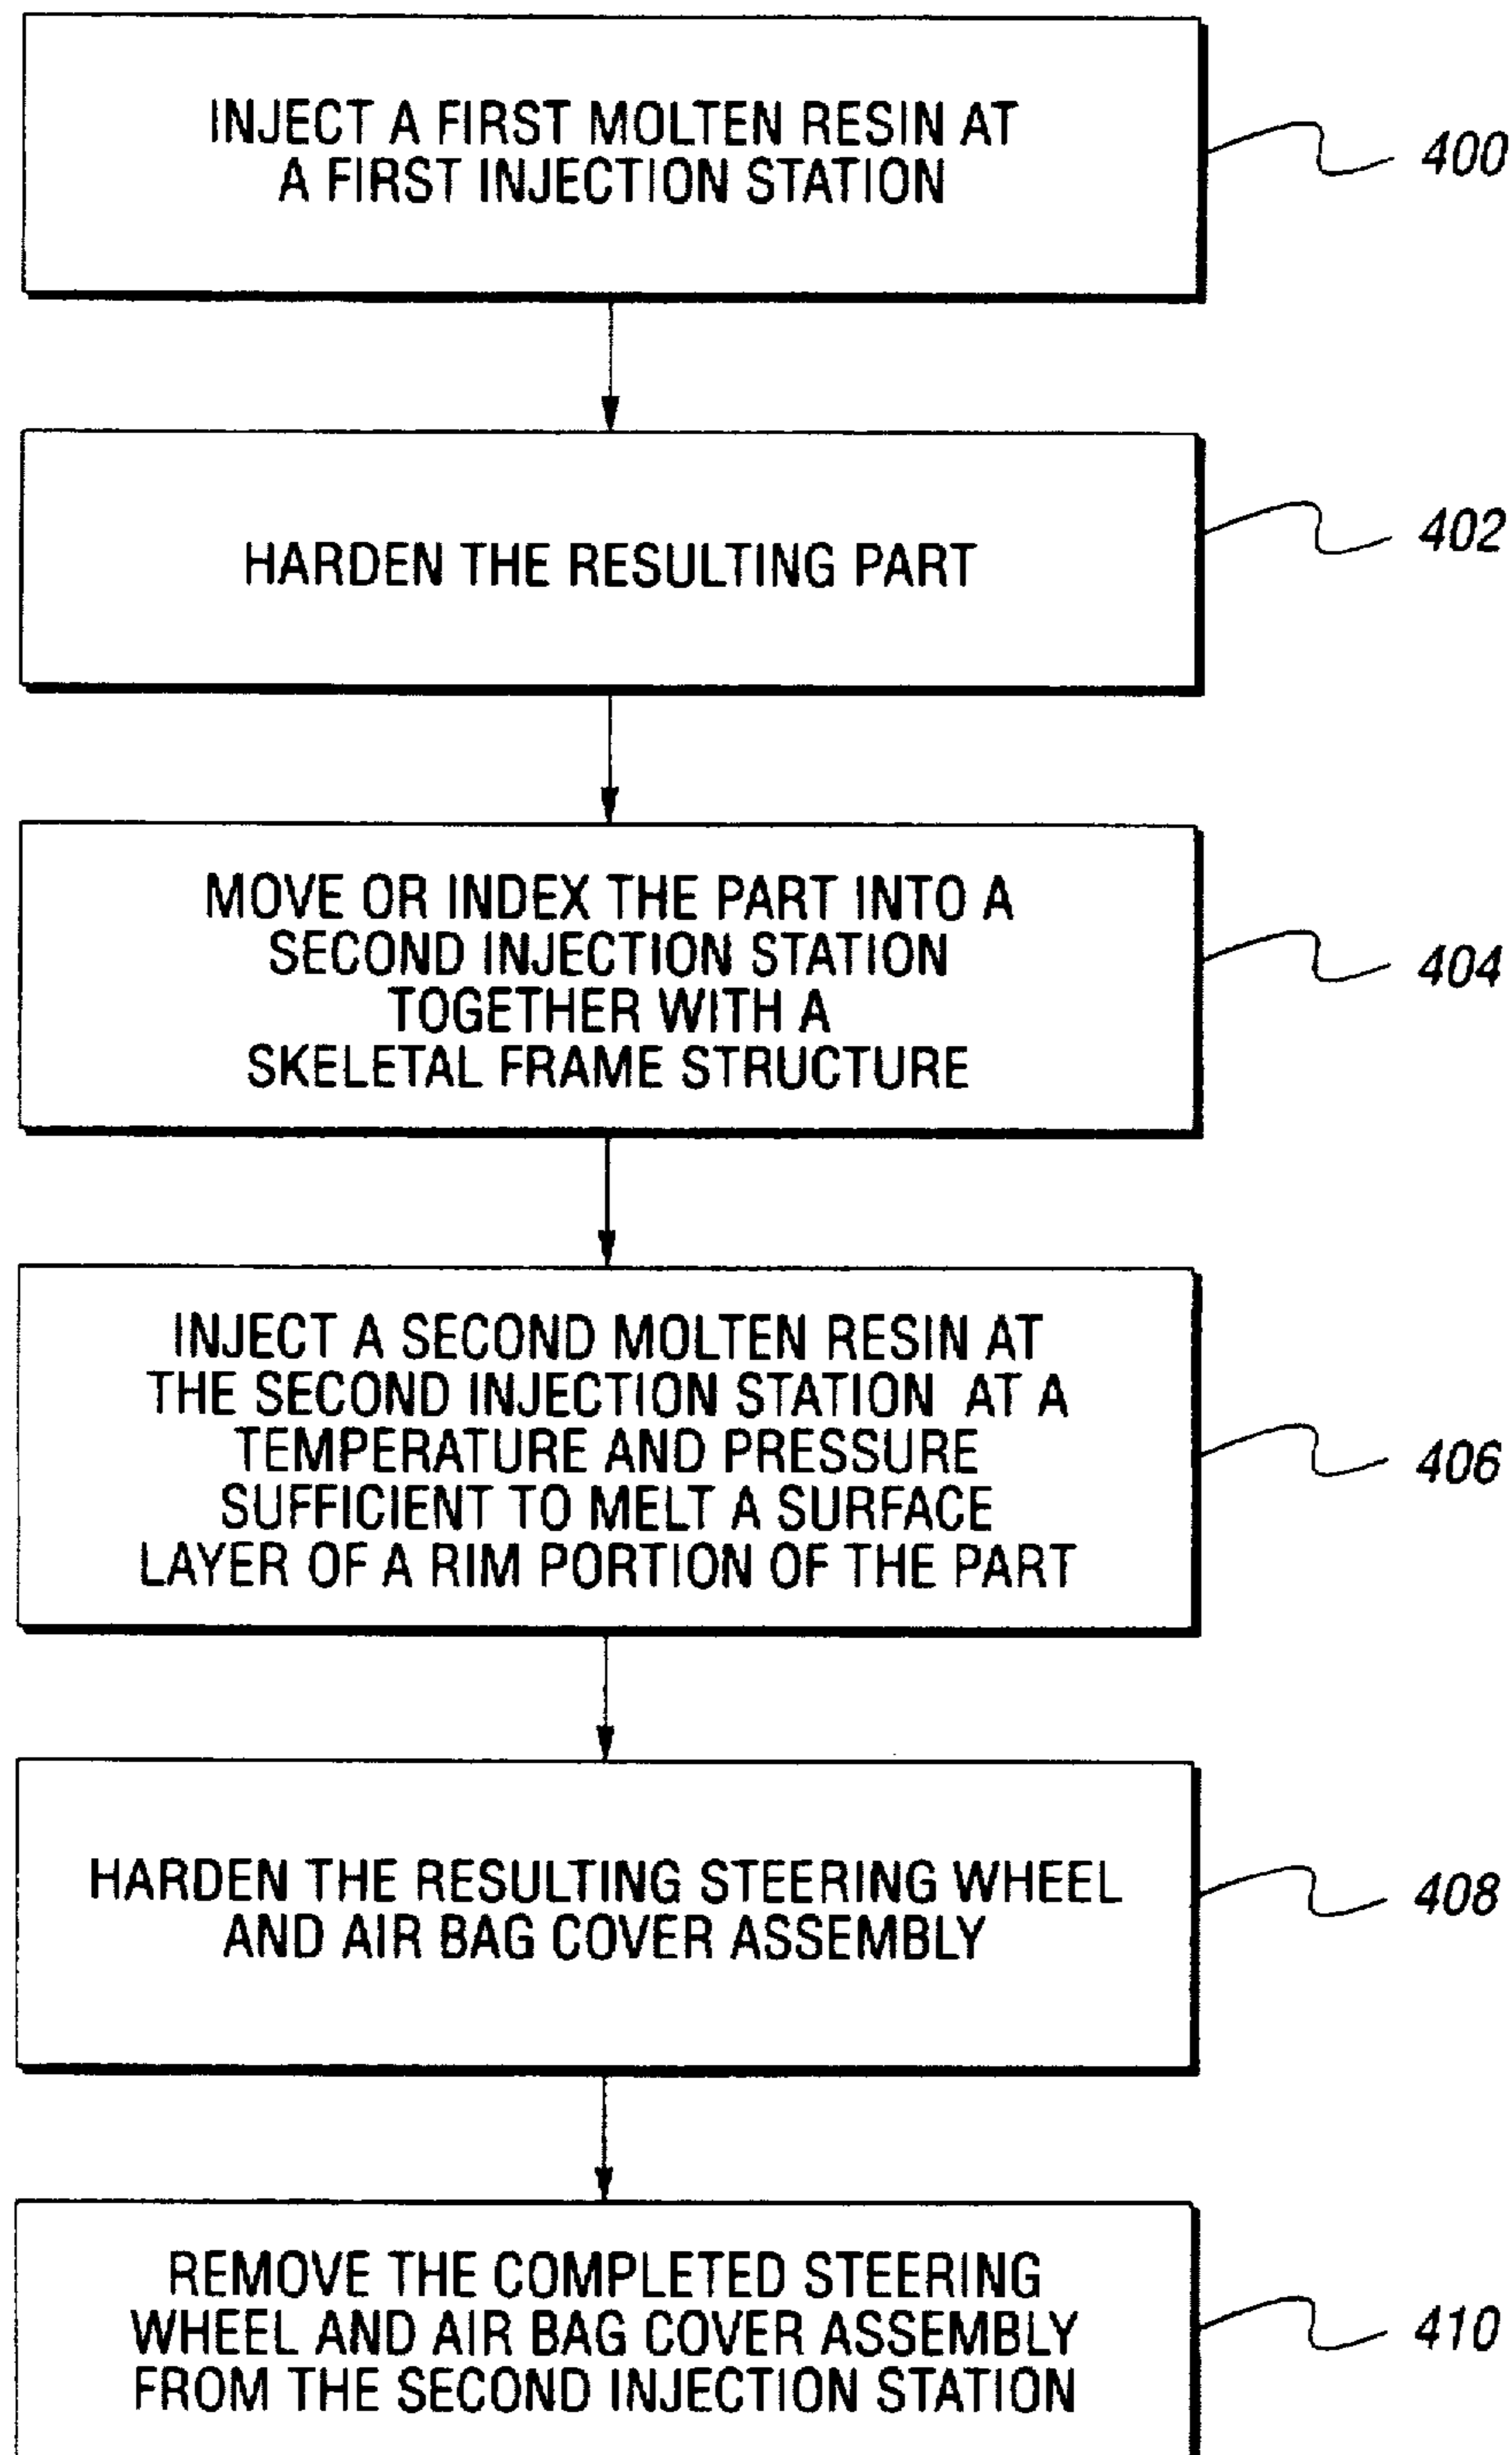 INJECT A FIRST MOLTEN RESIN AT
A FIRST INJECTION STATION
400
HARDEN THE RESULTING PART
402
MOVE OR INDEX THE PART INTO A
SECOND INJECTION STATION
TOGETHER WITH A
SKELETAL FRAME STRUCTURE
404
INJECT A SECOND MOLTEN RESIN AT
THE SECOND INJECTION STATION AT A
TEMPERATURE AND PRESSURE
SUFFICIENT TO MELT A SURFACE
LAYER OF A RIM PORTION OF THE PART
406
HARDEN THE RESULTING STEERING WHEEL
AND AIR BAG COVER ASSEMBLY
408
REMOVE THE COMPLETED STEERING
WHEEL AND AIR BAG COVER ASSEMBLY
FROM THE SECOND INJECTION STATION
410